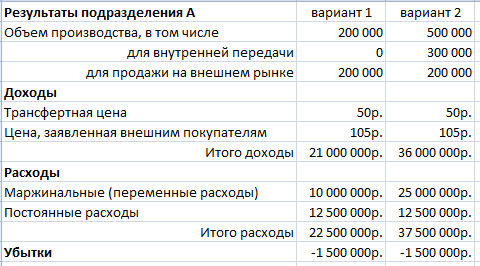 Результаты подразделения А вариант 1 вариант 2
Объем производства, в том числе 200 000 500 000
для внутренней передачи 0 300 000
для продажи на внешнем рынке 200 000 200 000
Доходы
Трансфертная цена 50р. 50р.
Цена, заявленная внешним покупателям 105р. 105р.
Итого доходы 21 000 000р. 36 000 000р.
Расходы
Маржинальные (переменные расходы) 10 000 000р. 25 000 000р.
Постоянные расходы 12 500 000р. 12 500 000р.
Итого расходы 22 500 000р. 37 500 000р.
Убытки -1 500 000р. -1 500 000р.